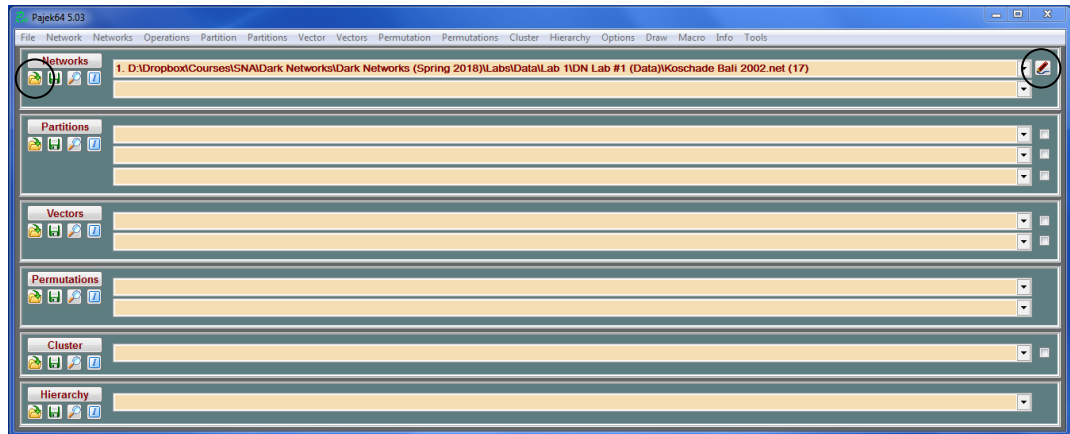 Pajek64 5.03
File Network Networks Operations Partition Partitions Vector Vectors Permutation Permutations Cluster Hierarchy Options Draw Macro Info Tools
Networks
1. D:\Dropbox\Courses\SNA\Dark Networks\Dark Networks (Spring 2018)\Labs\Data\Lab 1\DN Lab #1 (Data)\Koschade Bali 2002.net (17)
Partitions
Vectors
Permutations
Cluster
Hierarchy